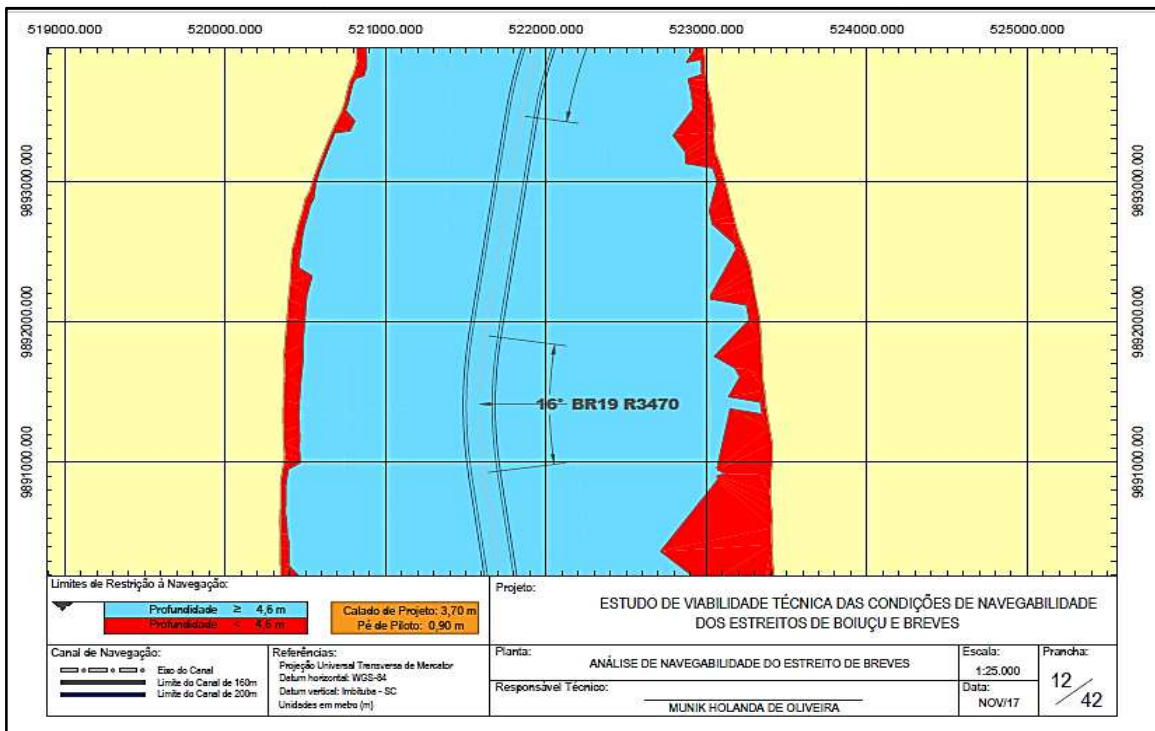 519000.000 520000.000 521000.000 522000.000 523000.000 524000.000 525000.000
9893000.000 9893000.000
9892000.000 9892000.000
16° BR19 R3470
9891000.000 9891000.000
Limites de Restrição à Navegação:
Profundidade ≥ 4,6 m
Profundidade < 4,6 m
Calado de Projeto: 3,70 m
Pé de Piloto: 0,90 m
Canal de Navegação:
Eixo do Canal
Limite do Canal de 160m
Limite do Canal de 200m
Referências:
Projeção Universal Transversa de Mercator
Datum horizontal: WGS-84
Datum vertical: Imbituba - SC
Unidades em metro (m)
Projeto:
ESTUDO DE VIABILIDADE TÉCNICA DAS CONDIÇÕES DE NAVEGABILIDADE
DOS ESTREITOS DE BOIUÇU E BREVES
Planta:
ANÁLISE DE NAVEGABILIDADE DO ESTREITO DE BREVES
Responsável Técnico:
MUNIK HOLANDA DE OLIVEIRA
Escala:
1:25.000
Data:
NOV/17
Prancha:
12/42